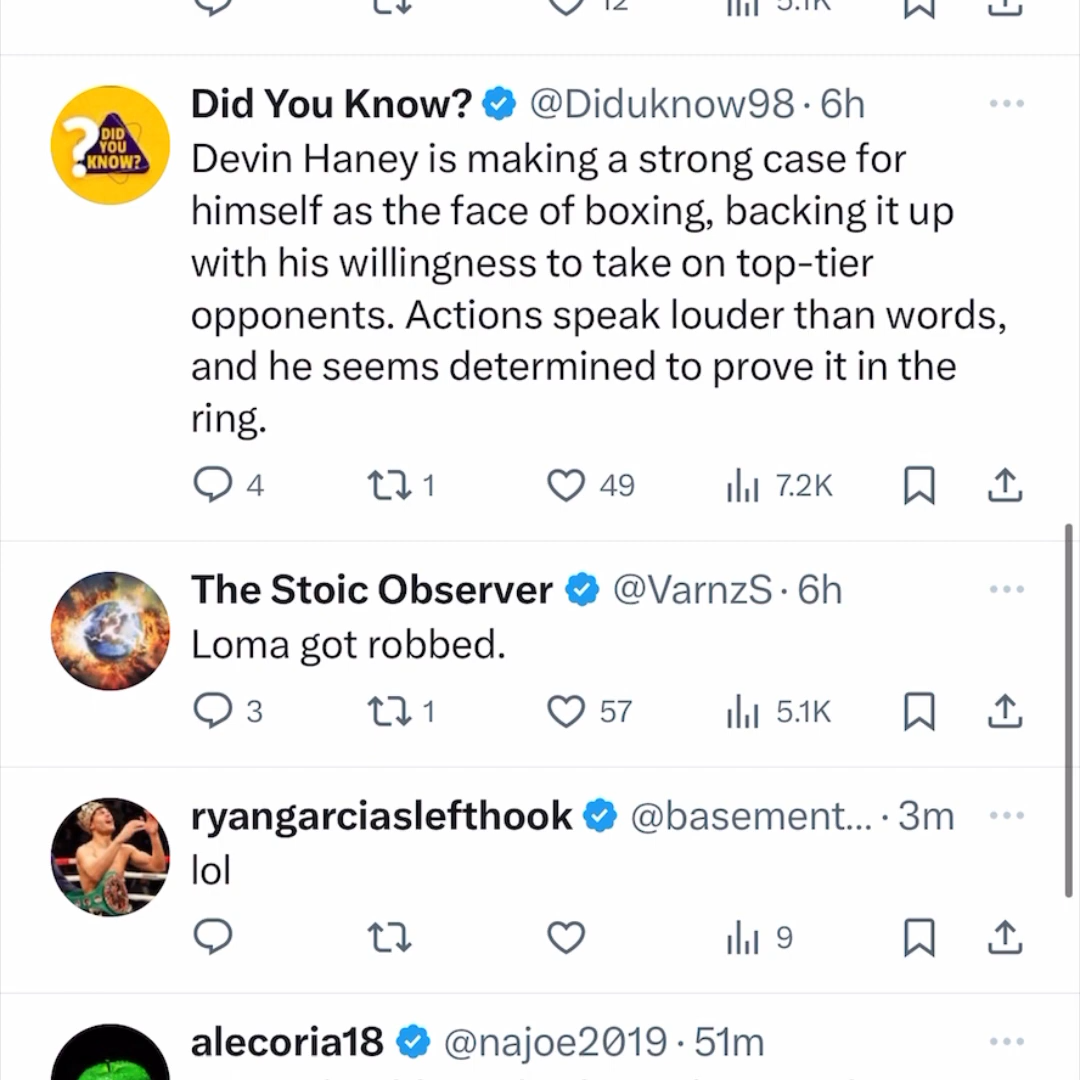 12 5.1K
Did You Know? @Diduknow98 · 6h
DID
YOU
KNOW?
Devin Haney is making a strong case for
himself as the face of boxing, backing it up
with his willingness to take on top-tier
opponents. Actions speak louder than words,
and he seems determined to prove it in the
ring.
4 1 49 7.2K
The Stoic Observer @VarnzS · 6h
Loma got robbed.
3 1 57 5.1K
ryangarciaslefthook @basement... · 3m
lol
9
alecoria18 @najoe2019 · 51m